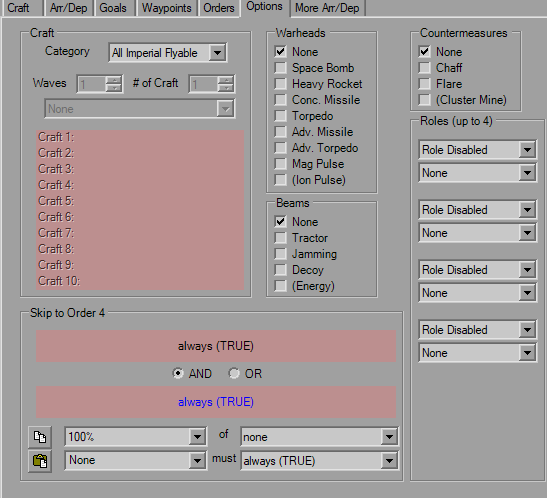 Craft Arr/Dep Goals Waypoints Orders Options More Arr/Dep
Craft
Category All Imperial Flyable
Waves 1 # of Craft 1
None
Craft 1:
Craft 2:
Craft 3:
Craft 4:
Craft 5:
Craft 6:
Craft 7:
Craft 8:
Craft 9:
Craft 10:
Warheads
None
Space Bomb
Heavy Rocket
Conc. Missile
Torpedo
Adv. Missile
Adv. Torpedo
Mag Pulse
(Ion Pulse)
Beams
None
Tractor
Jamming
Decoy
(Energy)
Countermeasures
None
Chaff
Flare
(Cluster Mine)
Roles (up to 4)
Role Disabled
None
Role Disabled
None
Role Disabled
None
Role Disabled
None
Skip to Order 4
always (TRUE)
AND OR
always (TRUE)
100% of none
None must always (TRUE)